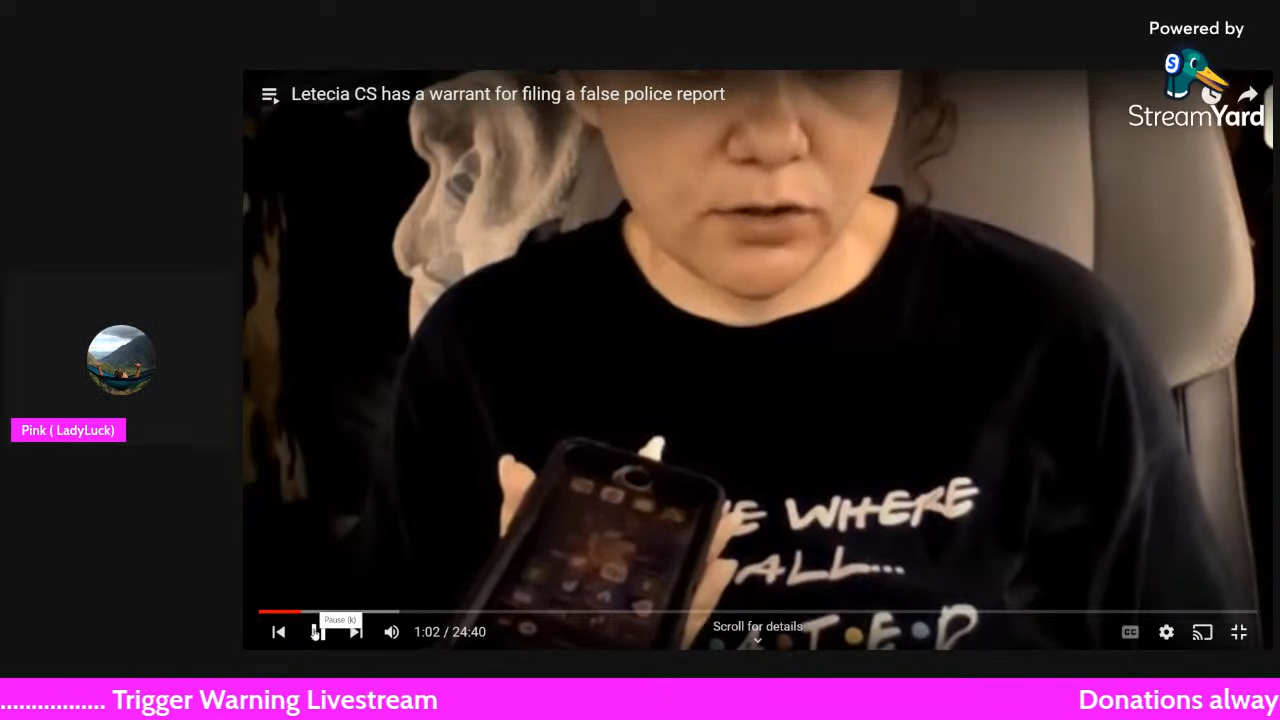 Powered by
StreamYard
Letecia CS has a warrant for filing a false police report
Pink ( LadyLuck)
WHERE
ALL...
T • E • D
Pause (k)
1:02 / 24:40
Scroll for details
CC
................. Trigger Warning Livestream
Donations alway